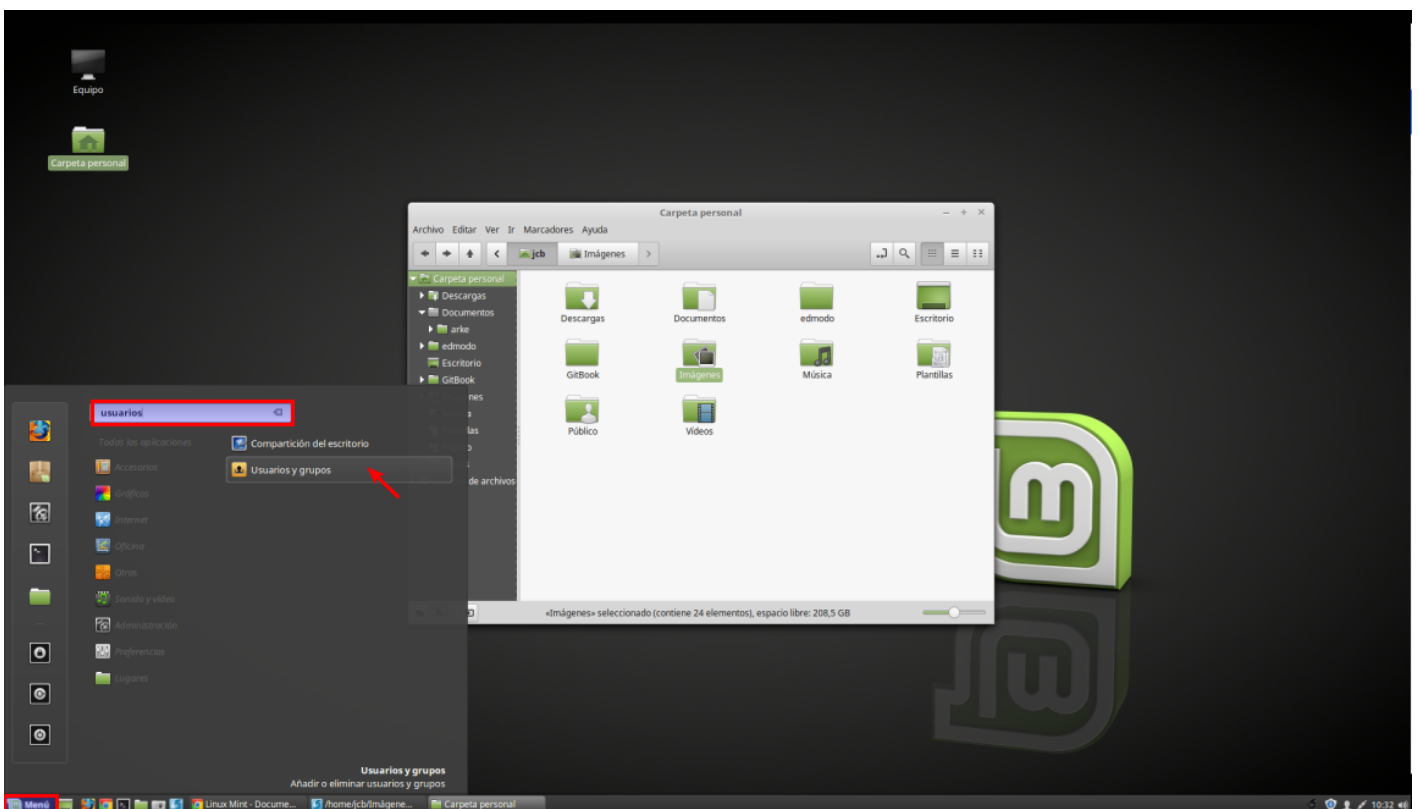 Equipo
Carpeta personal
Carpeta personal
Archivo Editar Ver Ir Marcadores Ayuda
jcb Imágenes
Carpeta personal
Descargas
Documentos
arke
edmodo
Escritorio
GitBook
nes
las
de archivos
Descargas Documentos edmodo Escritorio
GitBook Imágenes Música Plantillas
Público Vídeos
«Imágenes» seleccionado (contiene 24 elementos), espacio libre: 208,5 GB
usuarios
Todas las aplicaciones
Accesorios
Gráficos
Internet
Oficina
Otros
Sonido y vídeo
Administración
Preferencias
Lugares
Compartición del escritorio
Usuarios y grupos
Usuarios y grupos
Añadir o eliminar usuarios y grupos
Menú Linux Mint - Docume... /home/jcb/Imágene... Carpeta personal 10:32